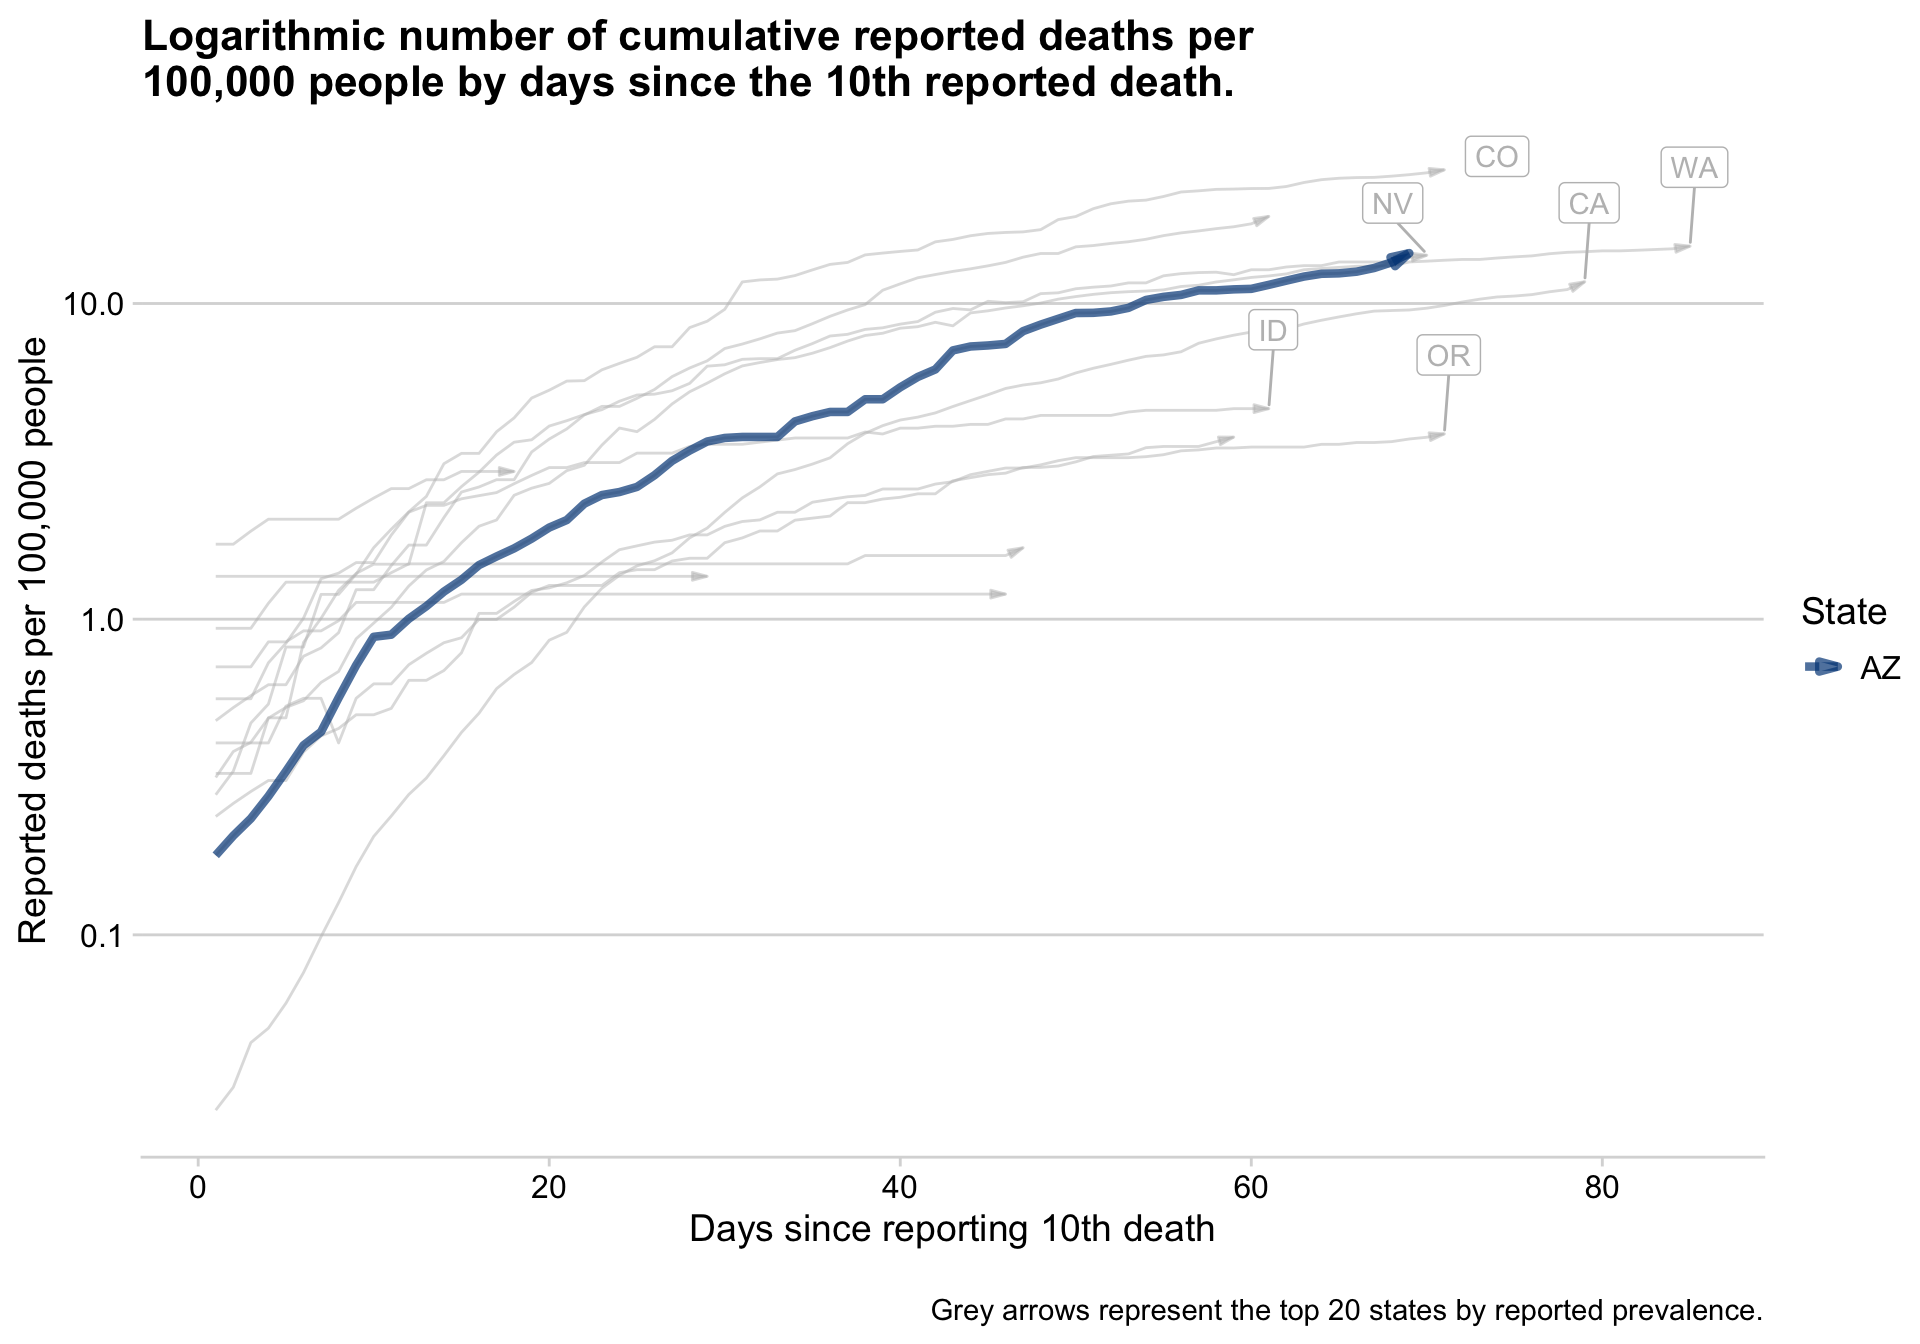 Logarithmic number of cumulative reported deaths per
100,000 people by days since the 10th reported death.
CO
WA
NV
CA
10.0
ID
OR
Reported deaths per 100,000 people
1.0
State
AZ
0.1
0 20 40 60 80
Days since reporting 10th death
Grey arrows represent the top 20 states by reported prevalence.